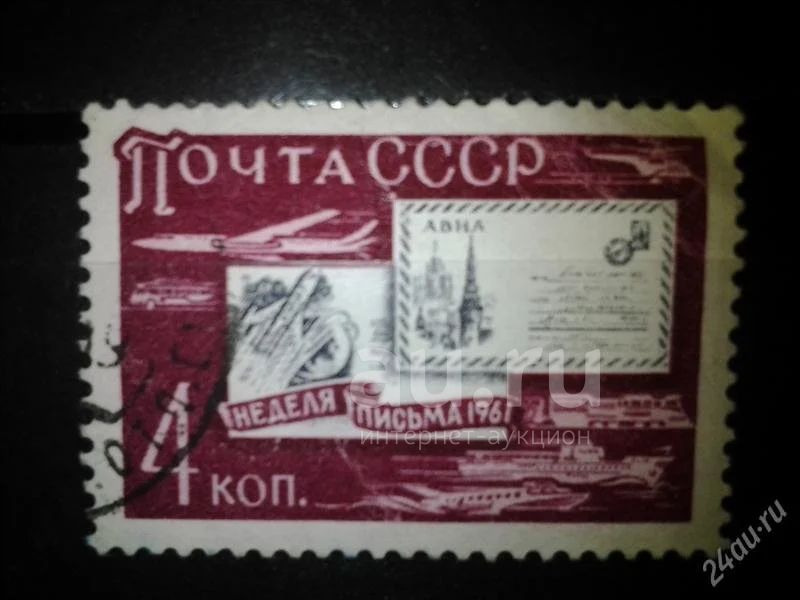 ПОЧТА СССР
АВИА
НЕДЕЛЯ ПИСЬМА 1961
4 КОП.
au.ru
интернет-аукцион
24au.ru